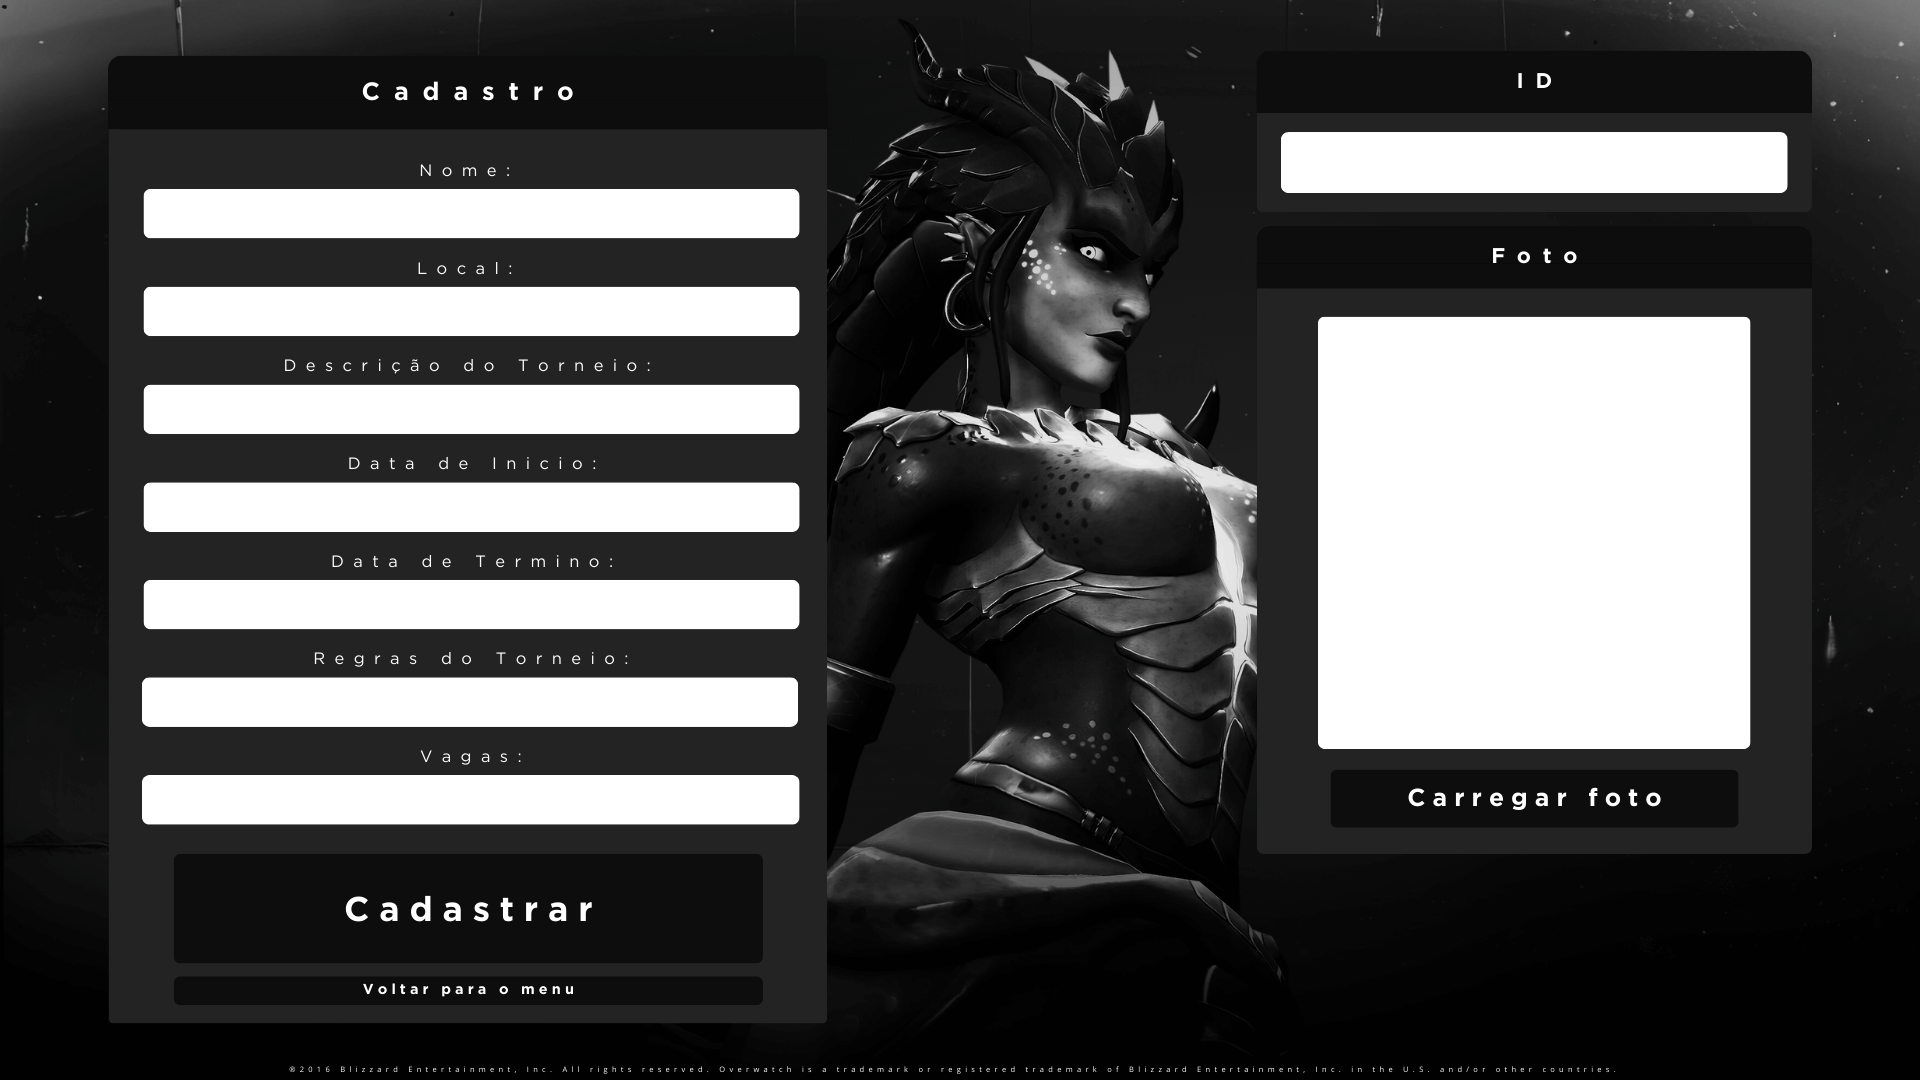 Cadastro
Nome:
Local:
Descrição do Torneio:
Data de Inicio:
Data de Termino:
Regras do Torneio:
Vagas:
Cadastrar
Voltar para o menu
ID
Foto
Carregar foto
©2016 Blizzard Entertainment, Inc. All rights reserved. Overwatch is a trademark or registered trademark of Blizzard Entertainment, Inc. in the U.S. and/or other countries.